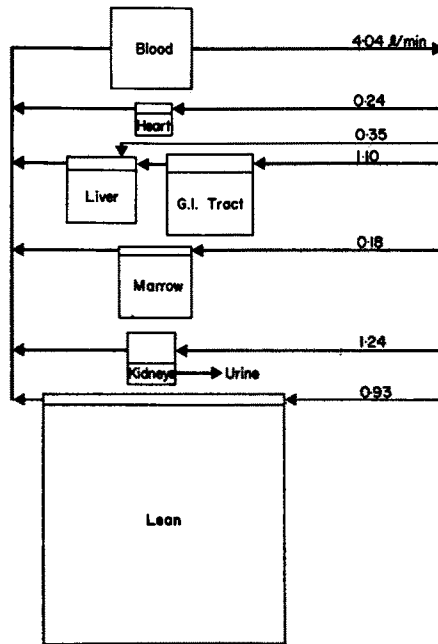 Blood
4·04 l/min
0·24
Heart
0·35
1·10
Liver
G.I. Tract
0·18
Marrow
1·24
Kidneys
Urine
0·93
Lean